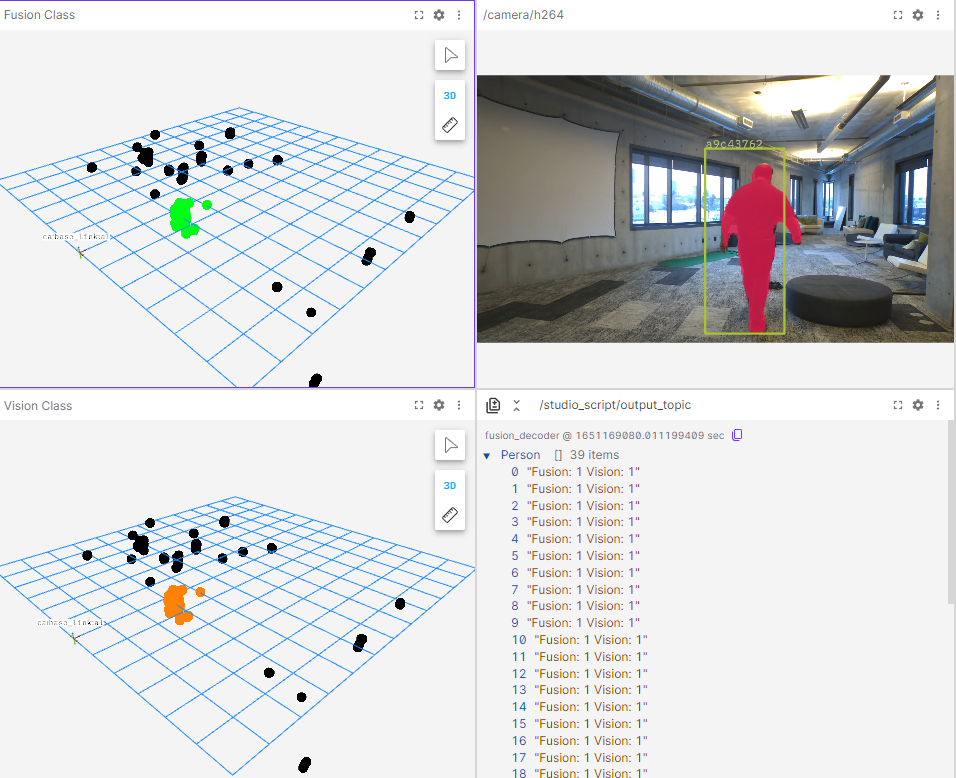 Fusion Class
3D
/camera/h264
a9c43762
Vision Class
3D
/studio_script/output_topic
fusion_decoder @ 1651169080.011199409 sec
Person [] 39 items
0 "Fusion: 1 Vision: 1"
1 "Fusion: 1 Vision: 1"
2 "Fusion: 1 Vision: 1"
3 "Fusion: 1 Vision: 1"
4 "Fusion: 1 Vision: 1"
5 "Fusion: 1 Vision: 1"
6 "Fusion: 1 Vision: 1"
7 "Fusion: 1 Vision: 1"
8 "Fusion: 1 Vision: 1"
9 "Fusion: 1 Vision: 1"
10 "Fusion: 1 Vision: 1"
11 "Fusion: 1 Vision: 1"
12 "Fusion: 1 Vision: 1"
13 "Fusion: 1 Vision: 1"
14 "Fusion: 1 Vision: 1"
15 "Fusion: 1 Vision: 1"
16 "Fusion: 1 Vision: 1"
17 "Fusion: 1 Vision: 1"
18 "Fusion: 1 Vision: 1"